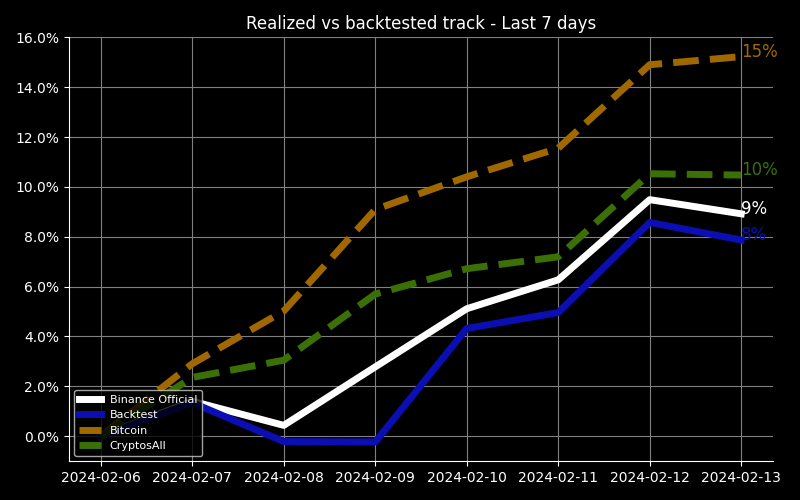 Realized vs backtested track - Last 7 days
16.0%
14.0%
12.0%
10.0%
8.0%
6.0%
4.0%
2.0%
0.0%
15%
10%
9%
8%
Binance Official
Backtest
Bitcoin
CryptosAll
2024-02-06 2024-02-07 2024-02-08 2024-02-09 2024-02-10 2024-02-11 2024-02-12 2024-02-13